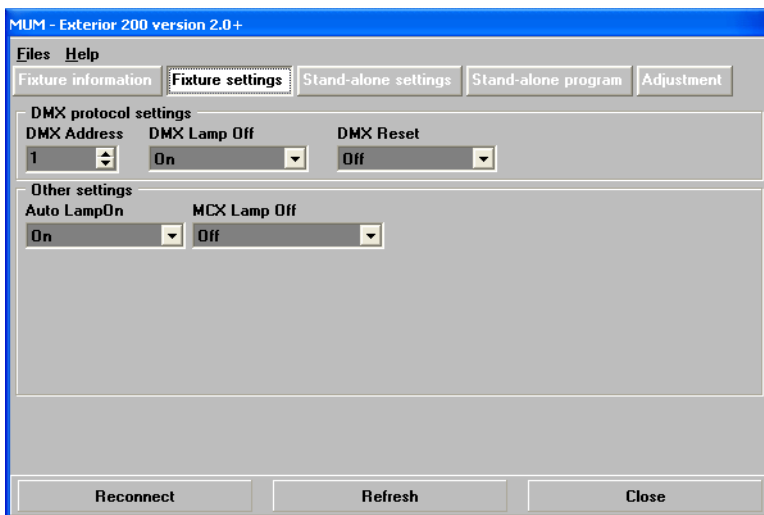 MUM - Exterior 200 version 2.0+
Files Help
Fixture information Fixture settings Stand-alone settings Stand-alone program Adjustment
DMX protocol settings
DMX Address DMX Lamp Off DMX Reset
1 On Off
Other settings
Auto LampOn MCX Lamp Off
On Off
Reconnect Refresh Close